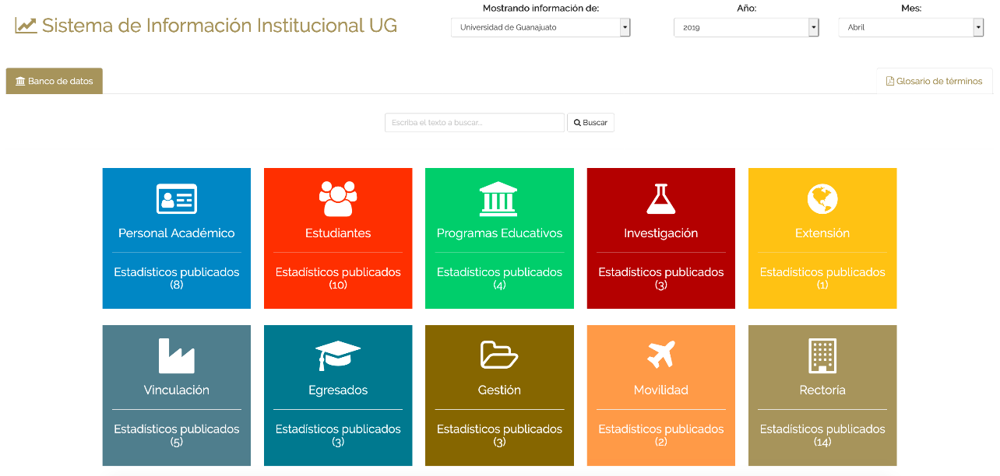 Mostrando información de:
Año:
Mes:
Sistema de Información Institucional UG
Universidad de Guanajuato
2019
Abril
Banco de datos
Glosario de términos
Escriba el texto a buscar...
Buscar
Personal Académico
Estadísticos publicados
(8)
Estudiantes
Estadísticos publicados
(10)
Programas Educativos
Estadísticos publicados
(4)
Investigación
Estadísticos publicados
(3)
Extensión
Estadísticos publicados
(1)
Vinculación
Estadísticos publicados
(5)
Egresados
Estadísticos publicados
(3)
Gestión
Estadísticos publicados
(3)
Movilidad
Estadísticos publicados
(2)
Rectoría
Estadísticos publicados
(14)